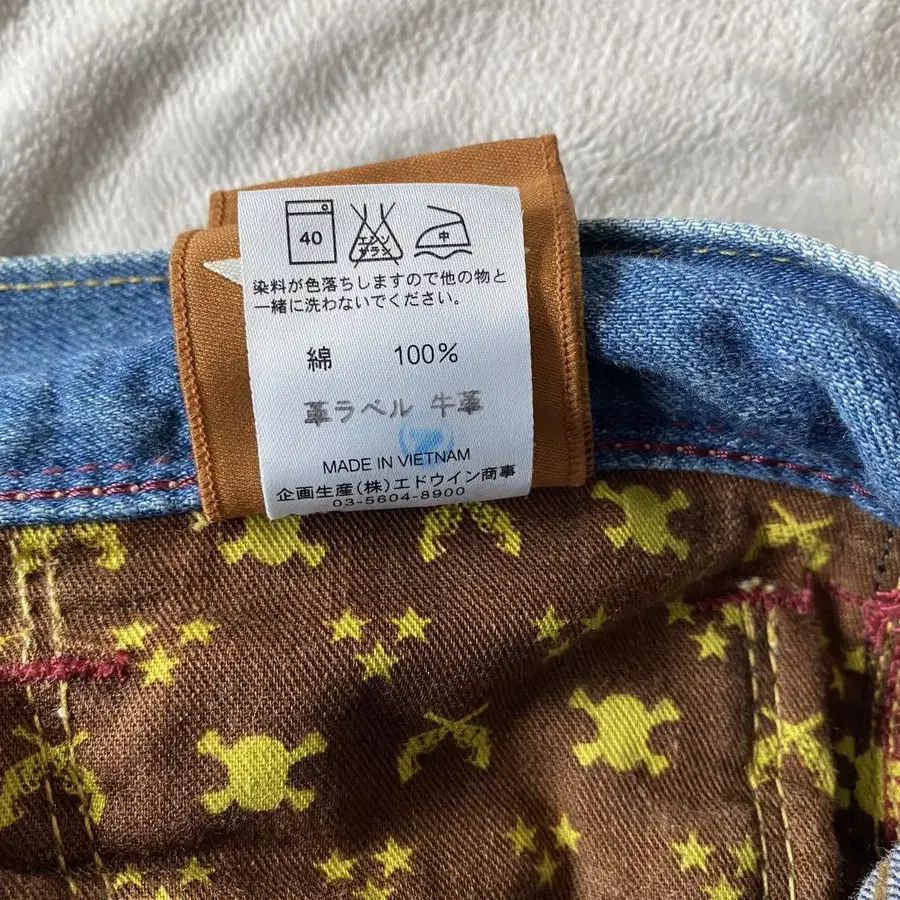 40 エンソ サラシ 中
染料が色落ちしますので他の物と
一緒に洗わないでください。
綿 100%
革ラベル 牛革
MADE IN VIETNAM
企画生産(株)エドウイン商事
03-5604-8900